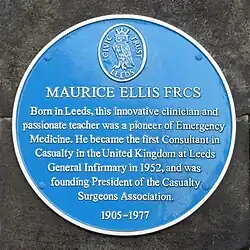 CIVIC TRUST
LEEDS
MAURICE ELLIS FRCS
Born in Leeds, this innovative clinician and
passionate teacher was a pioneer of Emergency
Medicine. He became the first Consultant in
Casualty in the United Kingdom at Leeds
General Infirmary in 1952, and was
founding President of the Casualty
Surgeons Association.
1905-1977